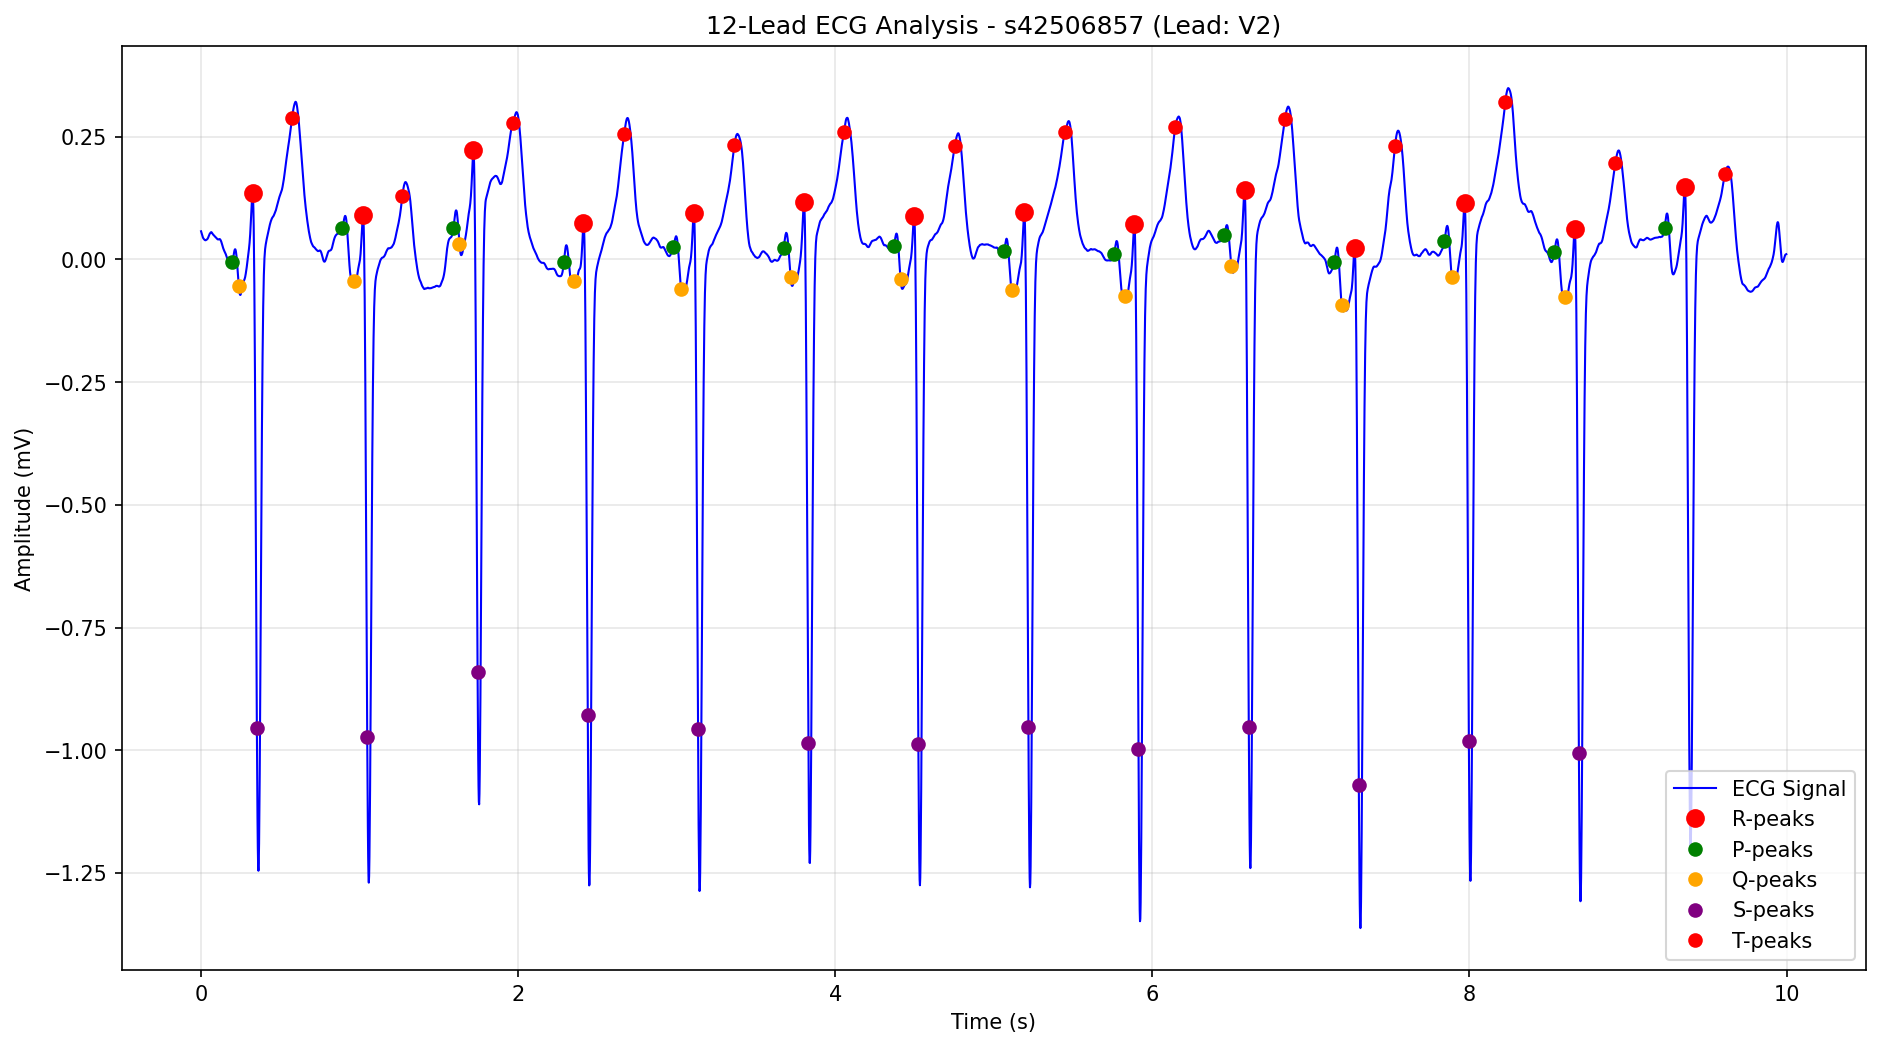 12-Lead ECG Analysis - s42506857 (Lead: V2)
0.25
0.00
−0.25
−0.50
−0.75
−1.00
−1.25
Amplitude (mV)
0 2 4 6 8 10
Time (s)
ECG Signal
R-peaks
P-peaks
Q-peaks
S-peaks
T-peaks